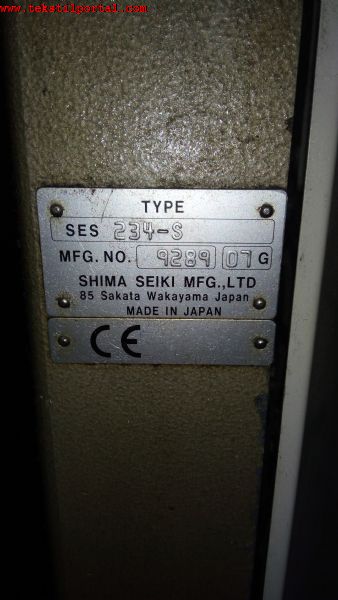 www.tekstilportal.com
TYPE
SES 234-S
MFG. NO. 9289 07 G
SHIMA SEIKI MFG.,LTD
85 Sakata Wakayama Japan
MADE IN JAPAN
CE